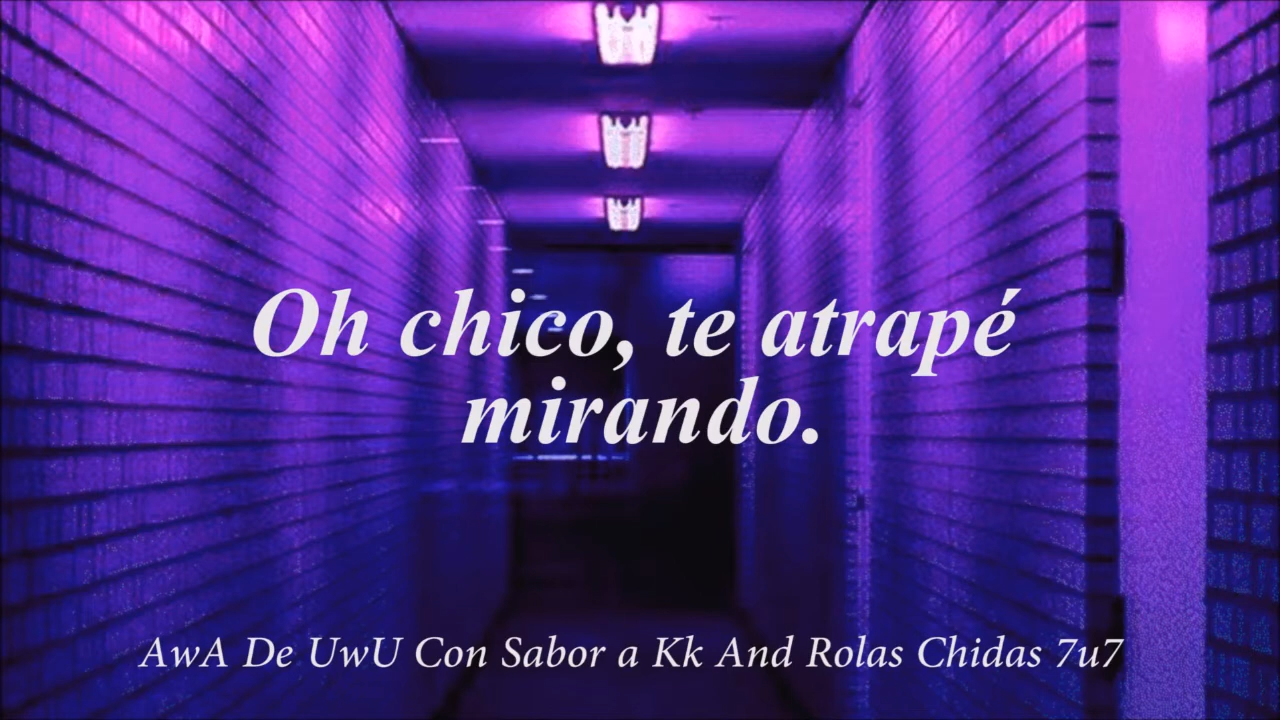 Oh chico, te atrapé
mirando.
AwA De UwU Con Sabor a Kk And Rolas Chidas 7u7